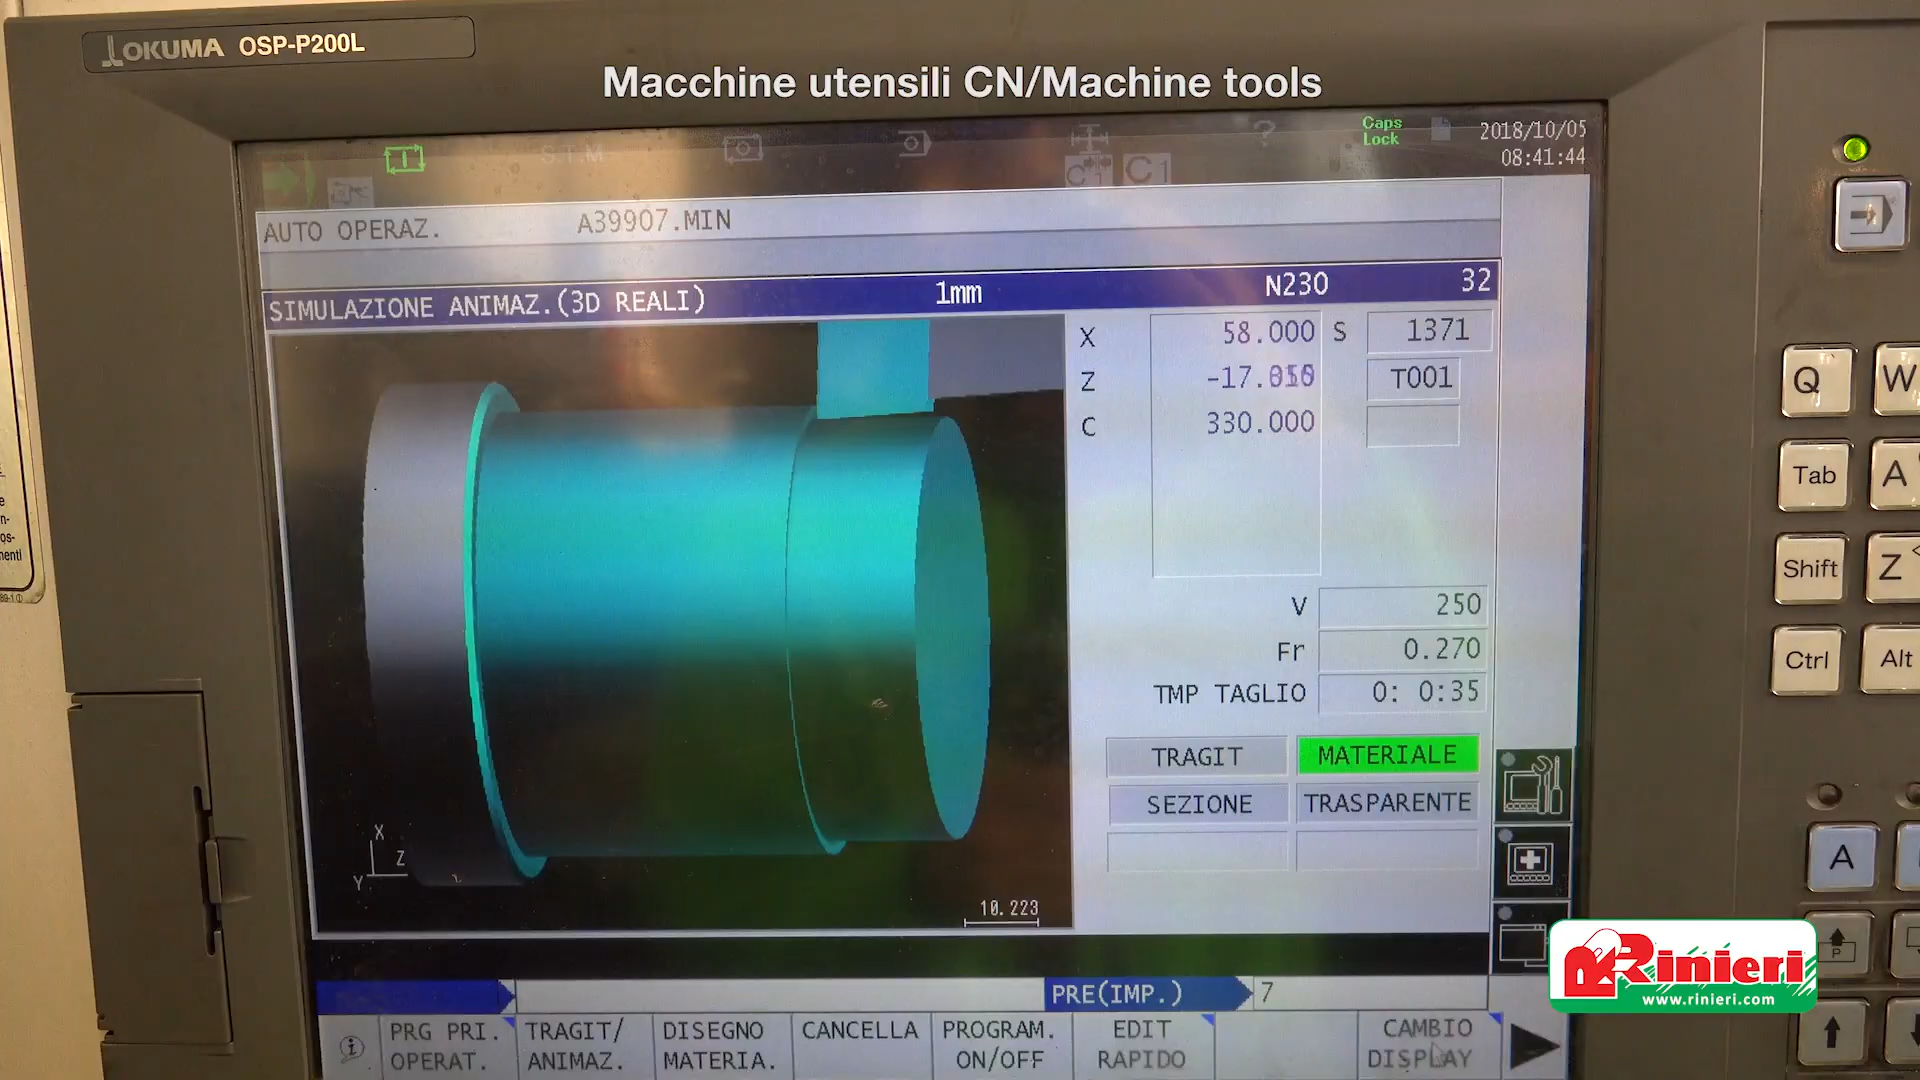 OKUMA OSP-P200L
Macchine utensili CN/Machine tools
Caps
Lock
2018/10/05
08:41:44
S.T.M
C1
AUTO OPERAZ.
A39907.MIN
SIMULAZIONE ANIMAZ.(3D REALI)
1mm
N230
32
X 58.000 S 1371
Z T001
C 330.000
V 250
Fr 0.270
TMP TAGLIO 0: 0:35
TRAGIT
MATERIALE
SEZIONE
TRASPARENTE
X
Z
Y
10.223
PRE(IMP.) 7
PRG PRI.
OPERAT.
TRAGIT/
ANIMAZ.
DISEGNO
MATERIA.
CANCELLA
PROGRAM.
ON/OFF
EDIT
RAPIDO
CAMBIO
DISPLAY
Q
W
Tab
A
Shift
Z
Ctrl
Alt
A
P
Rinieri
www.rinieri.com